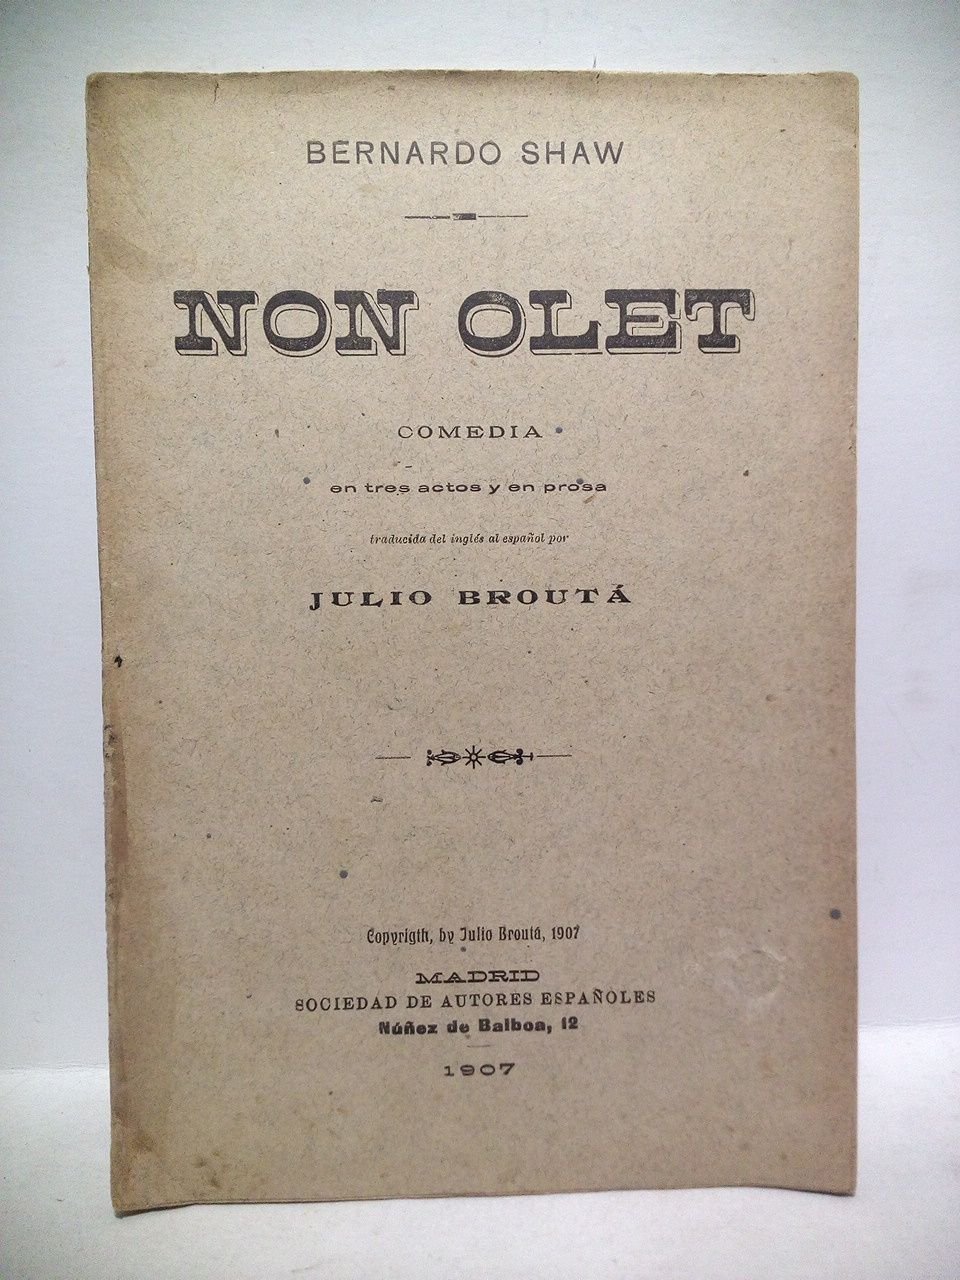 BERNARDO SHAW
NON OLET
COMEDIA
en tres actos y en prosa
traducida del inglés al español por
JULIO BROUTÁ
Copyrigth, by Julio Broutá, 1907
MADRID
SOCIEDAD DE AUTORES ESPAÑOLES
Núñez de Balboa, 12
1907